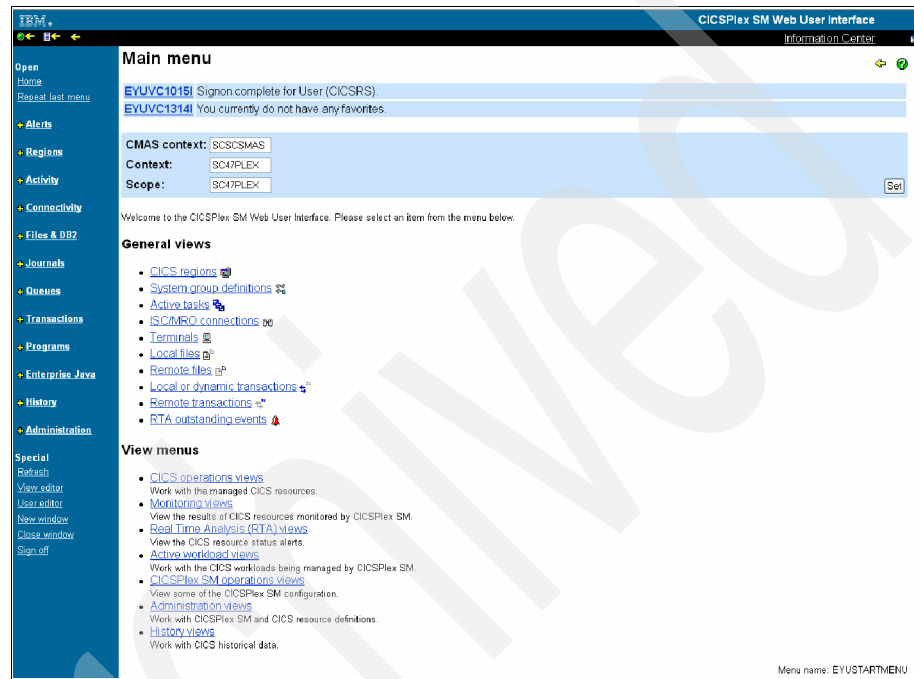 IBM.
CICSPlex SM Web User Interface
Information Center
Open
Home
Repeat last menu
Alerts
Regions
Activity
Connectivity
Files & DB2
Journals
Queues
Transactions
Programs
Enterprise Java
History
Administration
Special
Refresh
View editor
User editor
New window
Close window
Sign off
Main menu
EYUVC1015I Signon complete for User (CICSRS).
EYUVC1314I You currently do not have any favorites.
CMAS context: SCSCSMAS
Context: SC47PLEX
Scope: SC47PLEX
Set
Welcome to the CICSPlex SM Web User Interface. Please select an item from the menu below.
General views
CICS regions
System group definitions
Active tasks
ISC/MRO connections
Terminals
Local files
Remote files
Local or dynamic transactions
Remote transactions
RTA outstanding events
View menus
CICS operations views
Work with the managed CICS resources.
Monitoring views
View the results of CICS resources monitored by CICSPlex SM.
Real Time Analysis (RTA) views
View the CICS resource status alerts.
Active workload views
Work with the CICS workloads being managed by CICSPlex SM.
CICSPlex SM operations views
View some of the CICSPlex SM configuration.
Administration views
Work with CICSPlex SM and CICS resource definitions.
History views
Work with CICS historical data.
Menu name: EYUSTARTMENU